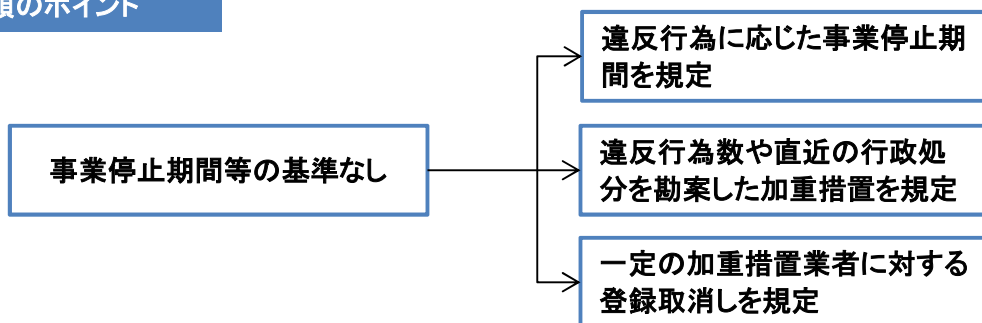 領のポイント
違反行為に応じた事業停止期
間を規定
事業停止期間等の基準なし
違反行為数や直近の行政処
分を勘案した加重措置を規定
一定の加重措置業者に対する
登録取消しを規定